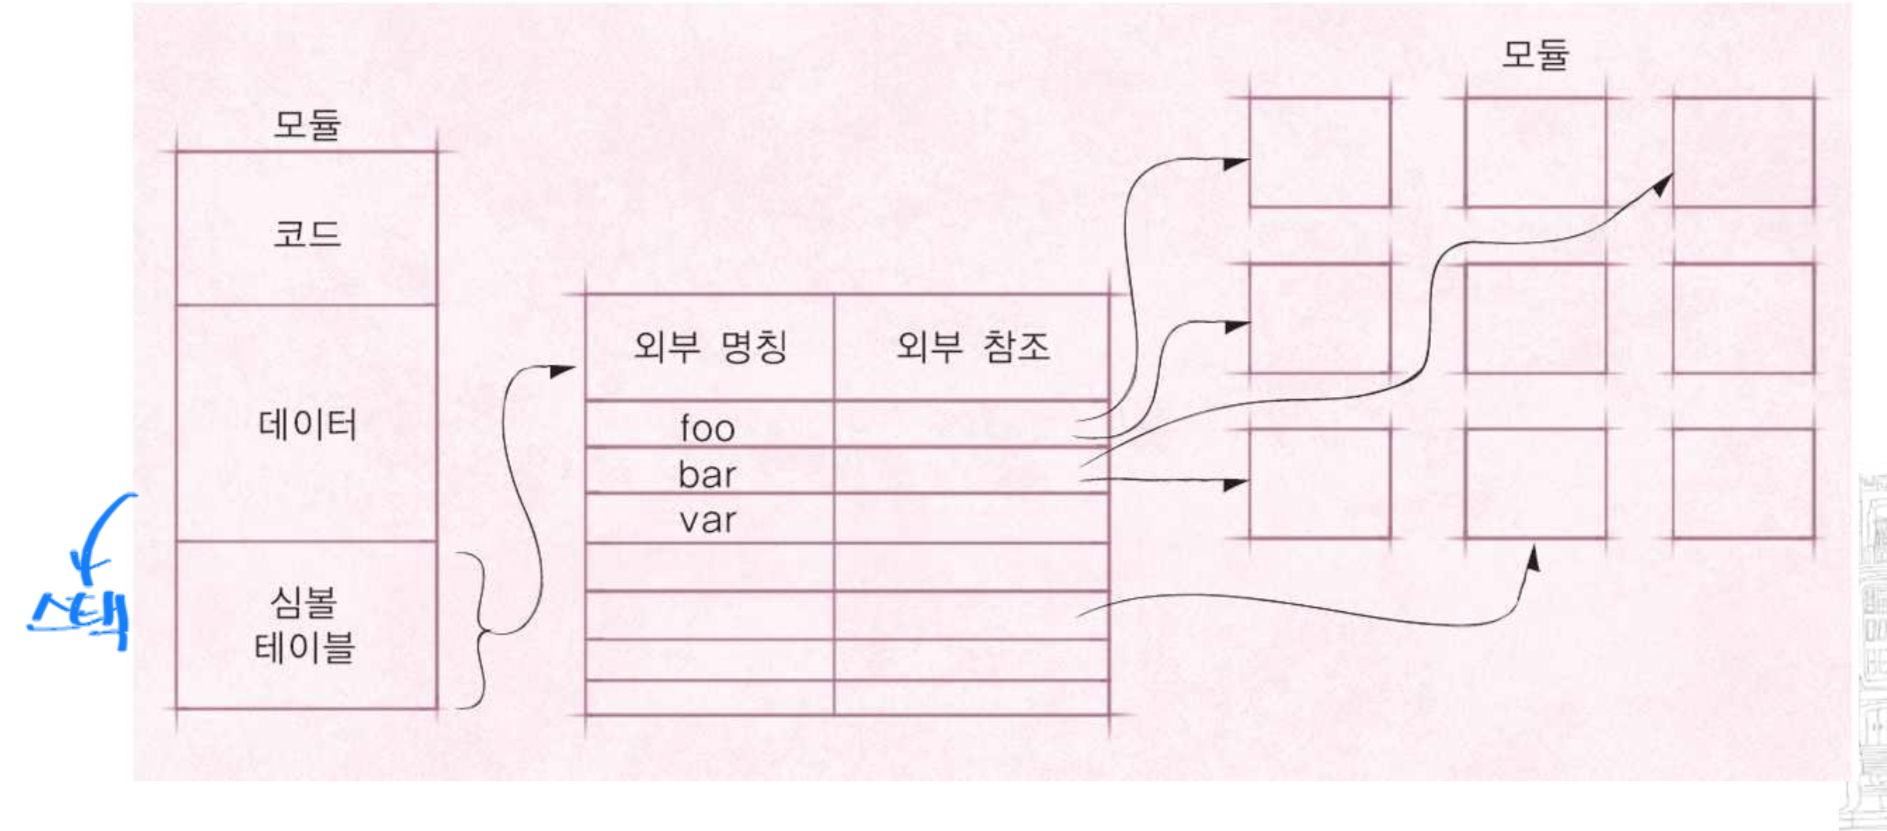 모듈
코드
데이터
심볼
테이블
스택
외부 명칭 외부 참조
foo
bar
var
모듈